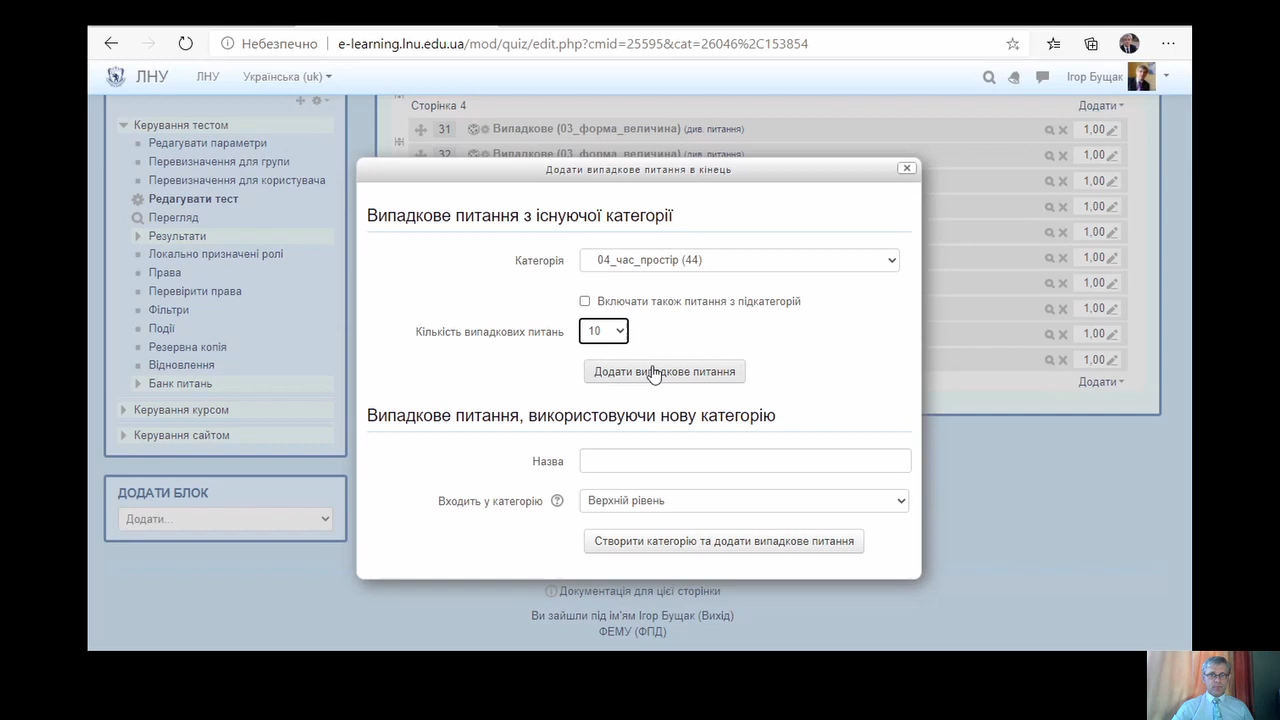 Небезпечно
e-learning.lnu.edu.ua/mod/quiz/edit.php?cmid=25595&cat=26046%2C153854
ЛНУ
ЛНУ
Українська (uk)
Ігор Бущак
Керування тестом
Редагувати параметри
Перевизначення для групи
Перевизначення для користувача
Редагувати тест
Перегляд
Результати
Локально призначені ролі
Права
Перевірити права
Фільтри
Події
Резервна копія
Відновлення
Банк питань
Керування курсом
Керування сайтом
ДОДАТИ БЛОК
Додати...
Сторінка 4
Додати
31 Випадкове (03_форма_величина) (див. питання) 1,00
32 Випадкове (03_форма_величина) (див. питання) 1,00
1,00
1,00
1,00
1,00
1,00
1,00
1,00
1,00
Додати
Додати випадкове питання в кінець
Випадкове питання з існуючої категорії
Категорія 04_час_простір (44)
Включати також питання з підкатегорій
Кількість випадкових питань 10
Додати випадкове питання
Випадкове питання, використовуючи нову категорію
Назва
Входить у категорію Верхній рівень
Створити категорію та додати випадкове питання
Документація для цієї сторінки
Ви зайшли під ім'ям Ігор Бущак (Вихід)
ФЕМУ (ФПД)